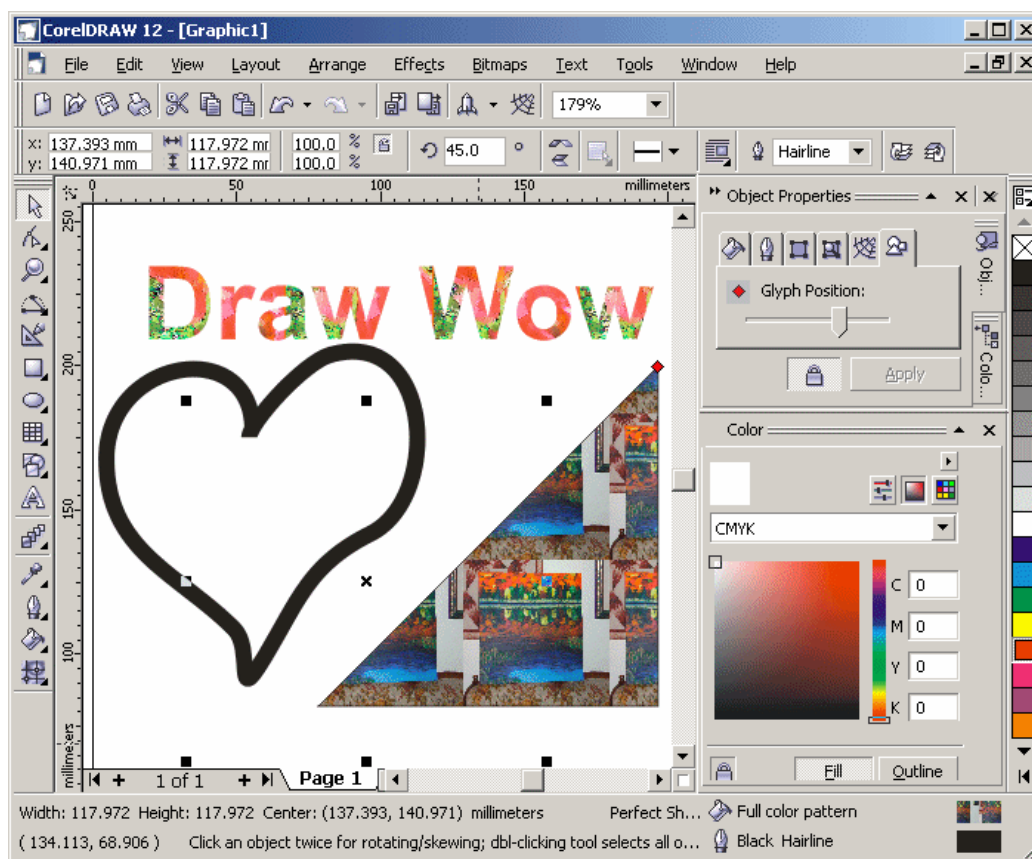 CorelDRAW 12 - [Graphic1]
File Edit View Layout Arrange Effects Bitmaps Text Tools Window Help
179%
x: 137.393 mm 117.972 mr 100.0 % 45.0 ° Hairline
y: 140.971 mm 117.972 mr 100.0 %
0 50 100 150 millimeters
250
200
150
100
millimeters
Draw Wow
Object Properties
Glyph Position:
Apply
Obj...
Colo...
Color
CMYK
C 0
M 0
Y 0
K 0
Fill Outline
1 of 1 Page 1
Width: 117.972 Height: 117.972 Center: (137.393, 140.971) millimeters Perfect Sh... Full color pattern
( 134.113, 68.906 ) Click an object twice for rotating/skewing; dbl-clicking tool selects all o... Black Hairline